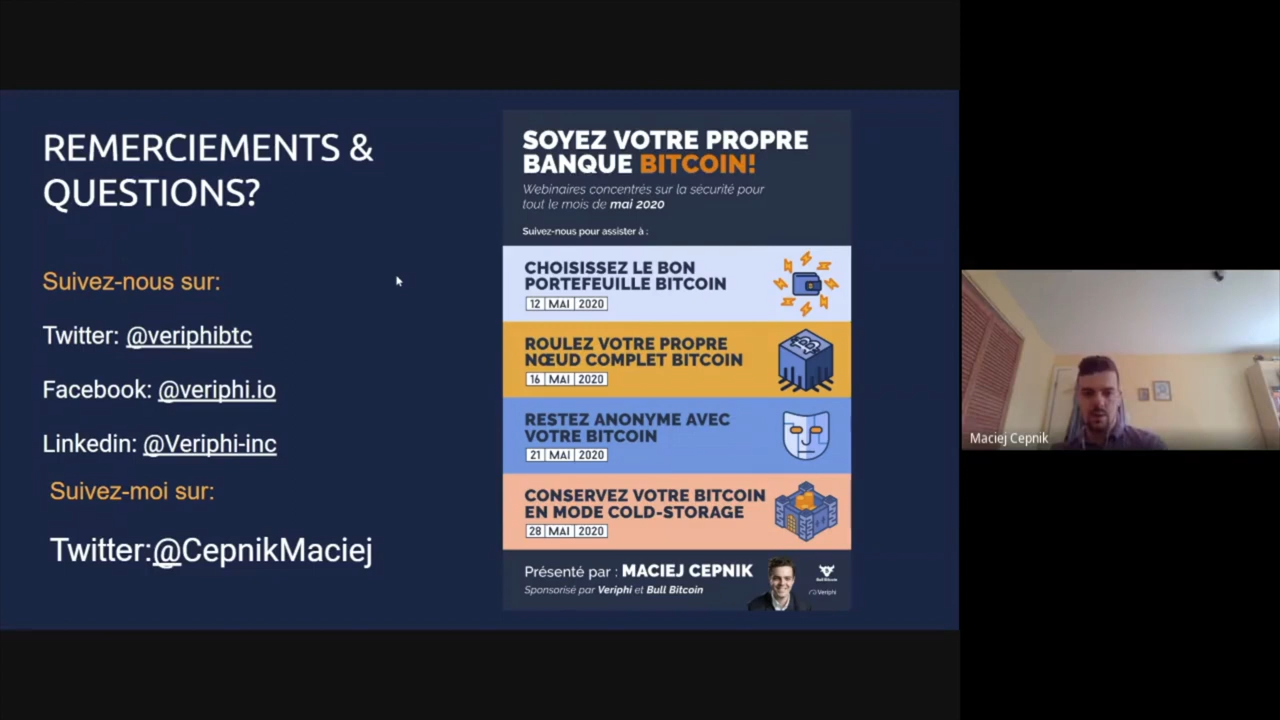 REMERCIEMENTS &
QUESTIONS?
Suivez-nous sur:
Twitter: @veriphibtc
Facebook: @veriphi.io
Linkedin: @Veriphi-inc
Suivez-moi sur:
Twitter:@CepnikMaciej
SOYEZ VOTRE PROPRE
BANQUE BITCOIN!
Webinaires concentrés sur la sécurité pour
tout le mois de mai 2020
Suivez-nous pour assister à :
CHOISISSEZ LE BON
PORTEFEUILLE BITCOIN
12 MAI 2020
ROULEZ VOTRE PROPRE
NŒUD COMPLET BITCOIN
16 MAI 2020
RESTEZ ANONYME AVEC
VOTRE BITCOIN
21 MAI 2020
CONSERVEZ VOTRE BITCOIN
EN MODE COLD-STORAGE
28 MAI 2020
Présenté par : MACIEJ CEPNIK
Sponsorisé par Veriphi et Bull Bitcoin
Bull Bitcoin
Veriphi
Maciej Cepnik